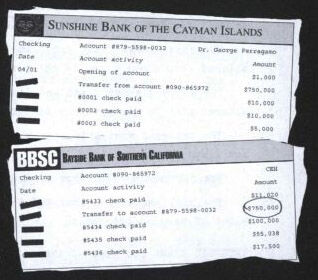 SUNSHINE BANK OF THE CAYMAN ISLANDS
Checking Account #879-5598-0032 Dr. George Ferragamo
Date Account activity Amount
04/01 Opening of account $1,000
Transfer from account #090-865972 $750,000
#0001 check paid $10,000
#0002 check paid $10,000
#0003 check paid $5,000
BBSC BAYSIDE BANK OF SOUTHERN CALIFORNIA
Checking Account #090-865972 CEM
Date Account activity Amount
#5433 check paid $11,020
Transfer to account #879-5598-0032 $750,000
#5434 check paid $100,000
#5435 check paid $55,038
#5436 check paid $17,500